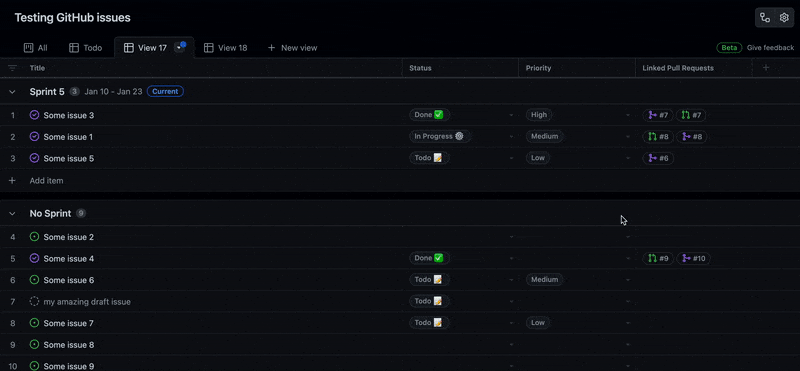 Testing GitHub issues
All Todo View 17 View 18 + New view Beta Give feedback
Title Status Priority Linked Pull Requests +
Sprint 5 3 Jan 10 - Jan 23 Current
1 Some issue 3 Done ✅ High #7 #7
2 Some issue 1 In Progress ⚙️ Medium #8 #8
3 Some issue 5 Todo 📝 Low #6
+ Add item
No Sprint 9
4 Some issue 2
5 Some issue 4 Done ✅ #9 #10
6 Some issue 6 Todo 📝 Medium
7 my amazing draft issue Todo 📝
8 Some issue 7 Todo 📝 Low
9 Some issue 8
10 Some issue 9